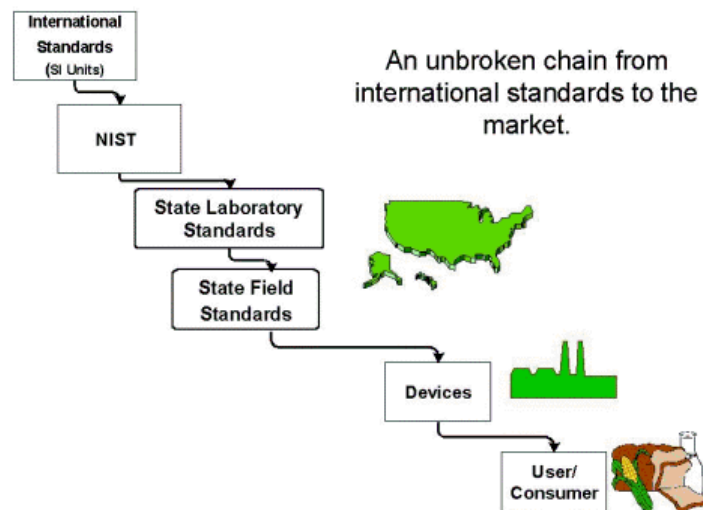 International
Standards
(SI Units)
An unbroken chain from
international standards to the
market.
NIST
State Laboratory
Standards
State Field
Standards
Devices
User/
Consumer